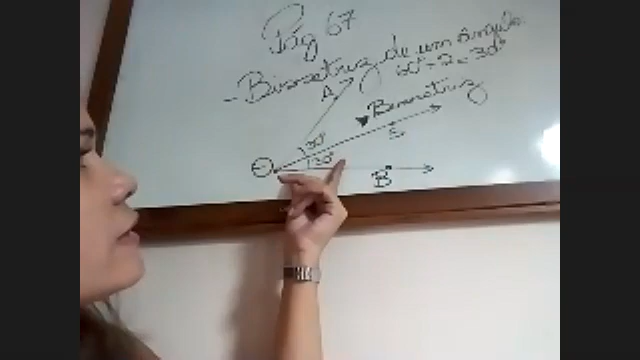 Pág 67
- Bissetriz de um ângulo.
60° ÷ 2 = 30°
A
Bissetriz
30°
30°
O
B